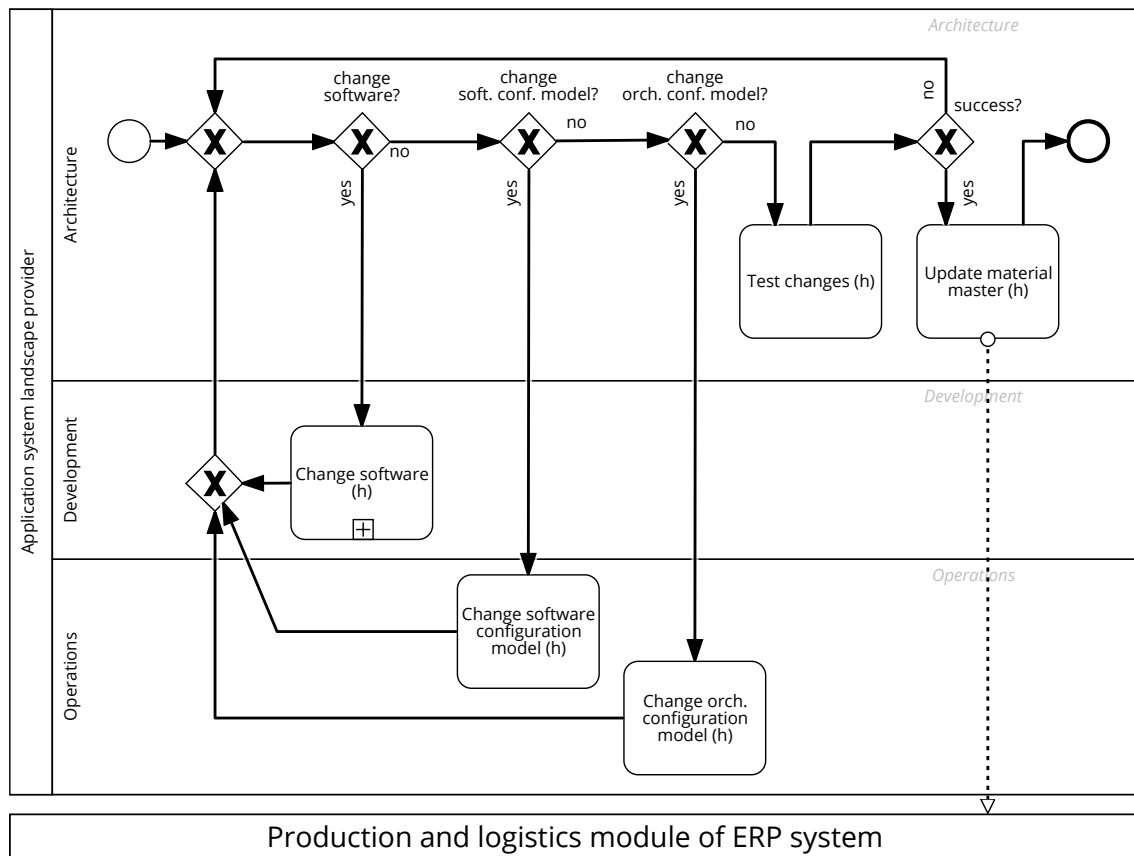 Application system landscape provider
Architecture
Architecture
change
software?
change
soft. conf. model?
change
orch. conf. model?
success?
no
no
no
no
yes
yes
yes
yes
Test changes (h)
Update material
master (h)
Development
Development
Change software
(h)
Operations
Operations
Change software
configuration
model (h)
Change orch.
configuration
model (h)
Production and logistics module of ERP system